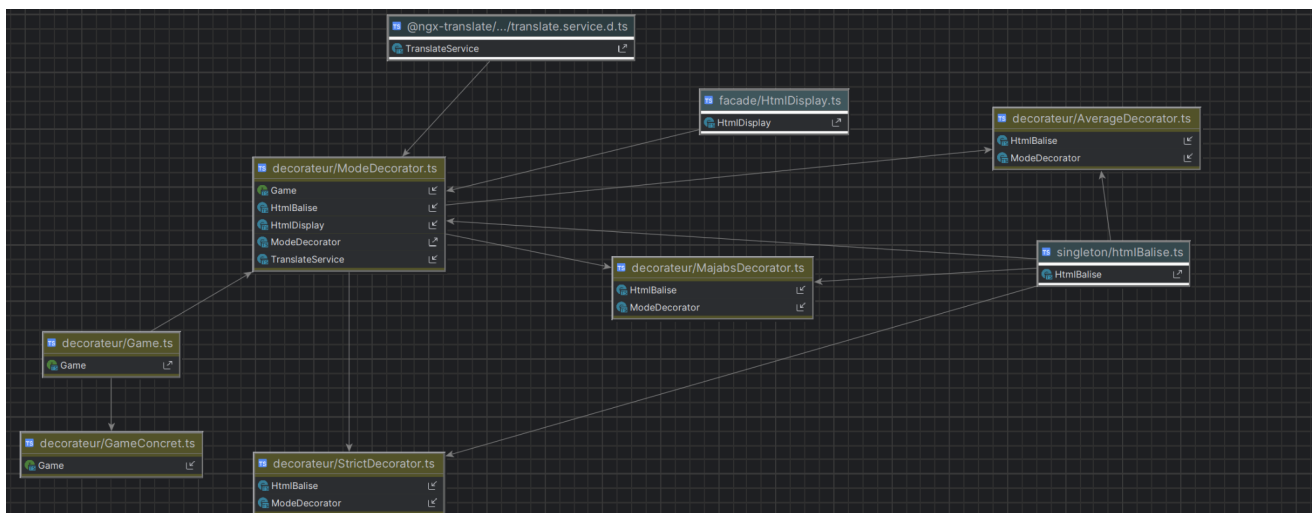 @ngx-translate/.../translate.service.d.ts
TranslateService
facade/HtmlDisplay.ts
HtmlDisplay
decorateur/AverageDecorator.ts
HtmlBalise
ModeDecorator
decorateur/ModeDecorator.ts
Game
HtmlBalise
HtmlDisplay
ModeDecorator
TranslateService
singleton/htmlBalise.ts
HtmlBalise
decorateur/MajabsDecorator.ts
HtmlBalise
ModeDecorator
decorateur/Game.ts
Game
decorateur/GameConcret.ts
Game
decorateur/StrictDecorator.ts
HtmlBalise
ModeDecorator